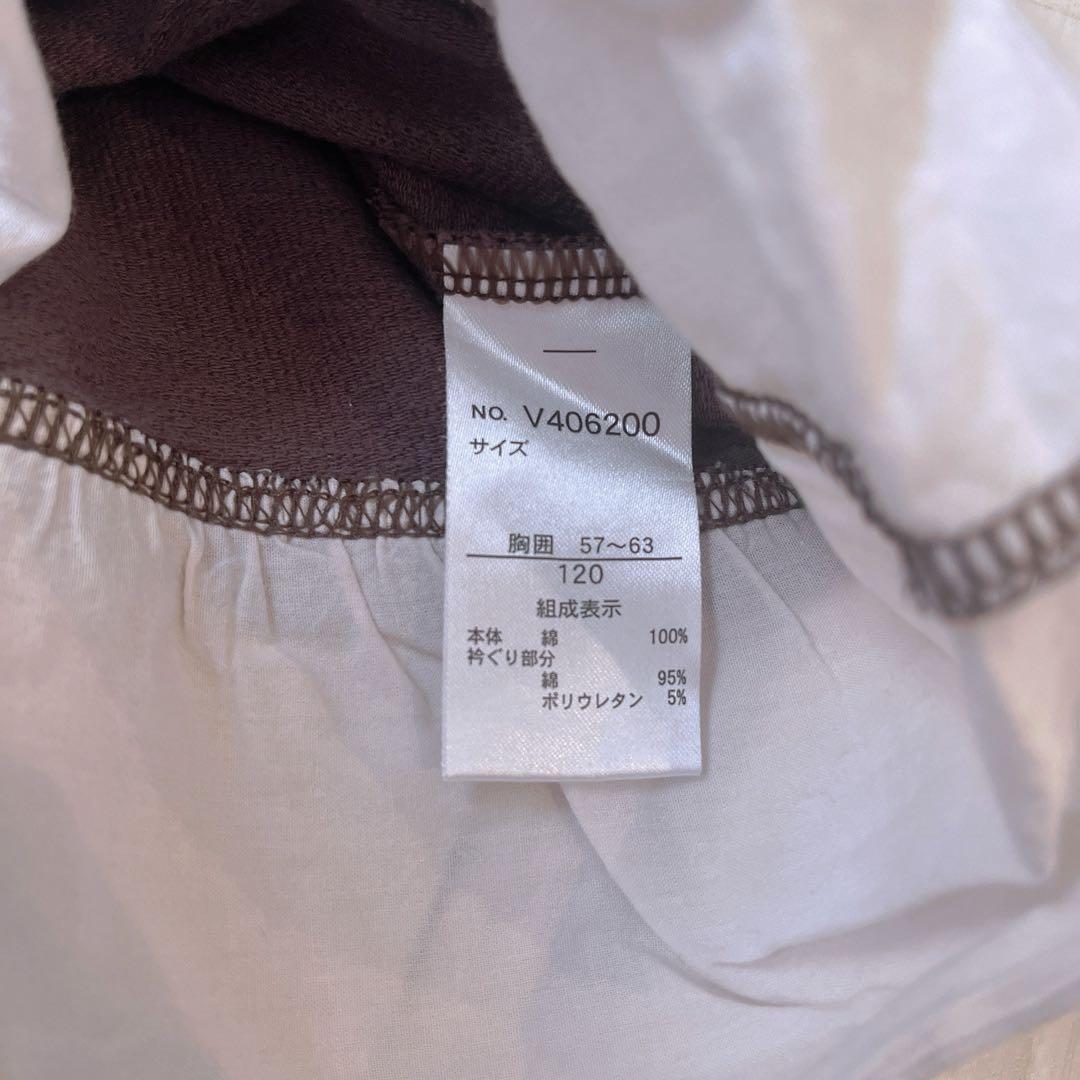 NO. V406200
サイズ
胸囲 57～63
120
組成表示
本体 綿 100%
衿ぐり部分
綿 95%
ポリウレタン 5%